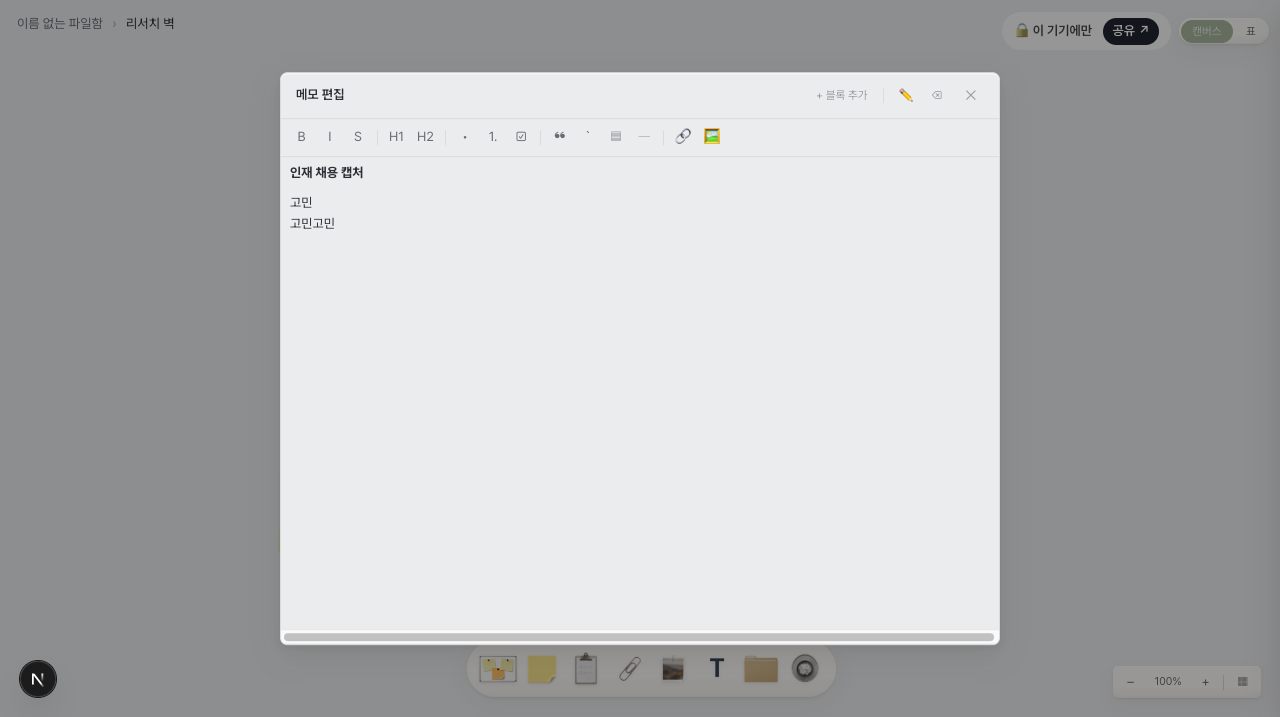 이름 없는 파일함 › 리서치 벽
이 기기에만 공유 ↗ 캔버스 표
메모 편집 + 블록 추가
B I S H1 H2 • 1. ❝ `
인재 채용 캡처
고민
고민고민
T
N − 100% +